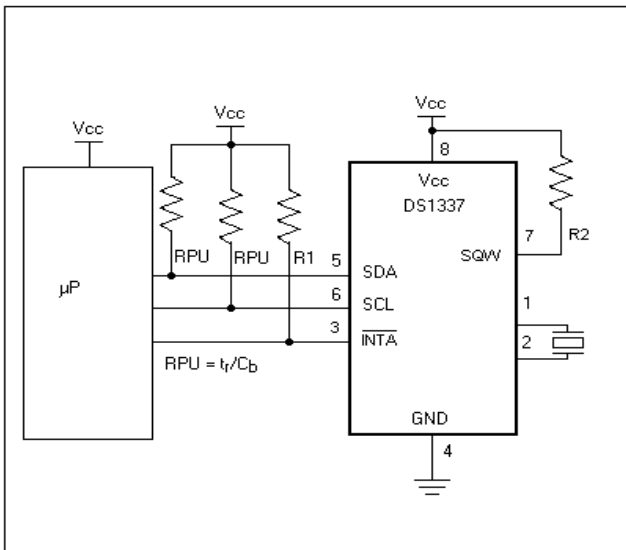 Vcc
Vcc
Vcc
8
Vcc
DS1337
7
SQW
R2
RPU
RPU
R1
5
SDA
µP
6
SCL
1
3
INTA
2
RPU = tr/Cb
GND
4